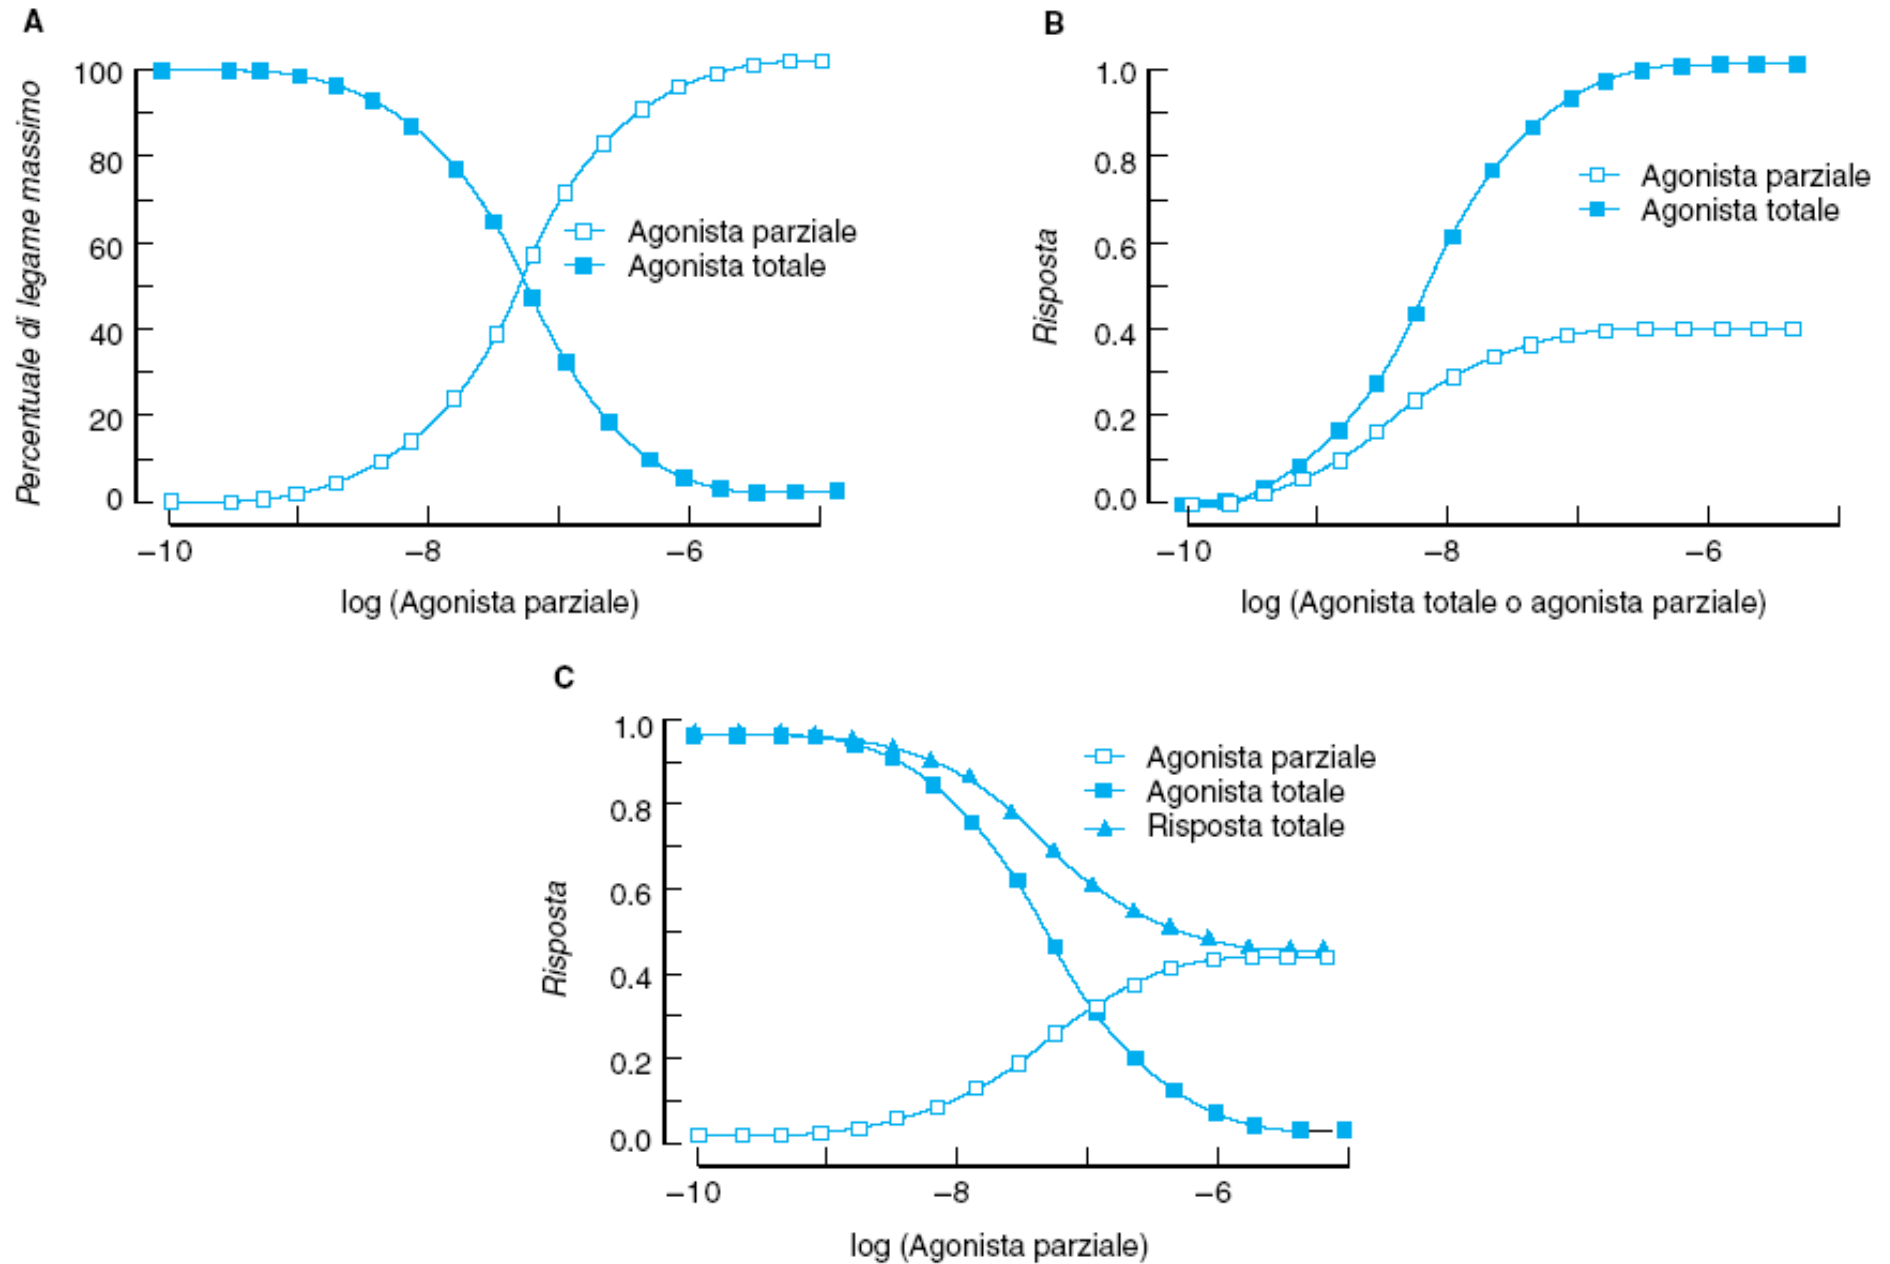 A
Percentuale di legame massimo
100
80
60
40
20
0
Agonista parziale
Agonista totale
–10
–8
–6
log (Agonista parziale)
B
Risposta
1.0
0.8
0.6
0.4
0.2
0.0
Agonista parziale
Agonista totale
–10
–8
–6
log (Agonista totale o agonista parziale)
C
Risposta
1.0
0.8
0.6
0.4
0.2
0.0
Agonista parziale
Agonista totale
Risposta totale
–10
–8
–6
log (Agonista parziale)